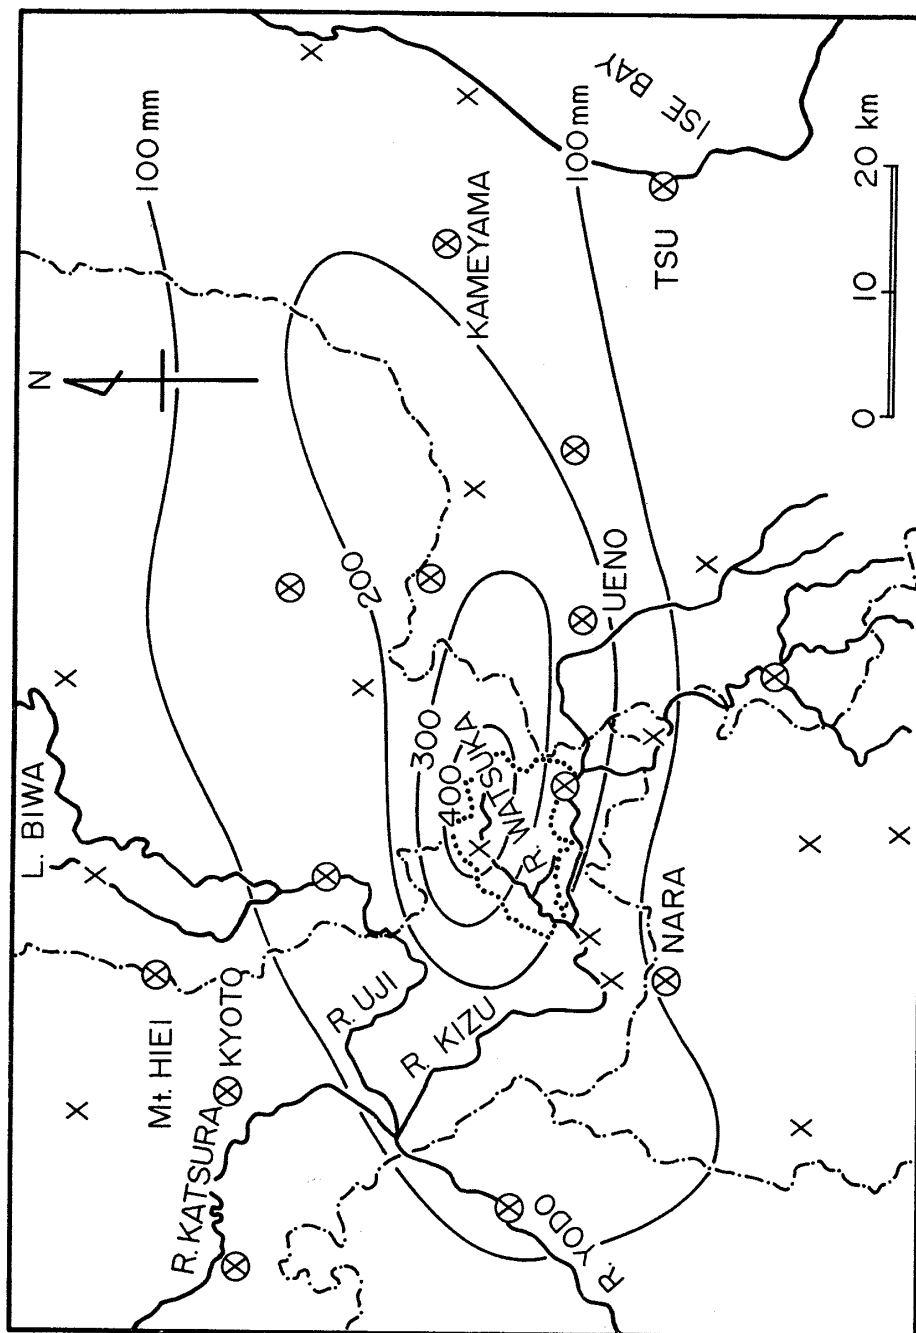 L. BIWA
N
100 mm
Mt. HIEI
R. KATSURA
KYOTO
200
R. UJI
300
400
R. WATSUKA
R. KIZU
KAMEYAMA
ISE BAY
100 mm
UENO
NARA
R. YODO
TSU
0
10
20 km